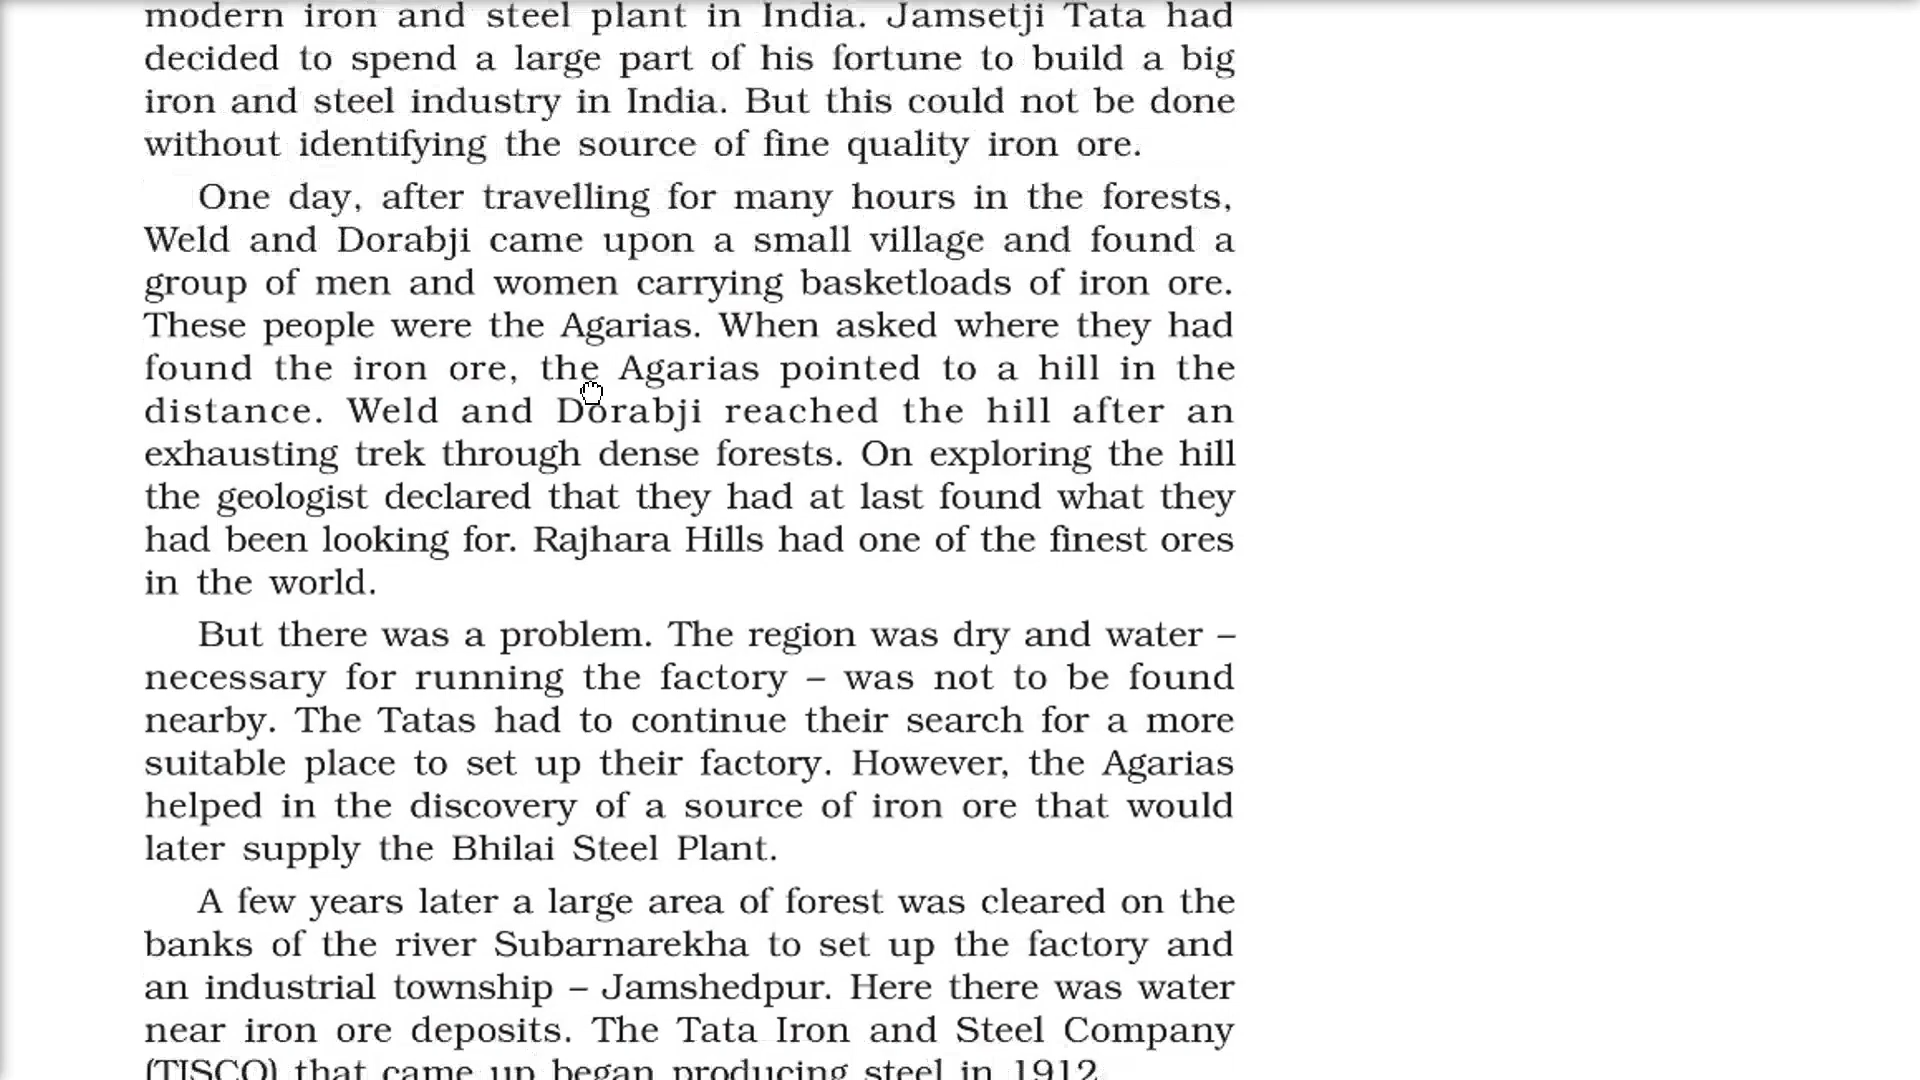 modern iron and steel plant in India. Jamsetji Tata had
decided to spend a large part of his fortune to build a big
iron and steel industry in India. But this could not be done
without identifying the source of fine quality iron ore.
One day, after travelling for many hours in the forests,
Weld and Dorabji came upon a small village and found a
group of men and women carrying basketloads of iron ore.
These people were the Agarias. When asked where they had
found the iron ore, the Agarias pointed to a hill in the
distance. Weld and Dorabji reached the hill after an
exhausting trek through dense forests. On exploring the hill
the geologist declared that they had at last found what they
had been looking for. Rajhara Hills had one of the finest ores
in the world.
But there was a problem. The region was dry and water –
necessary for running the factory – was not to be found
nearby. The Tatas had to continue their search for a more
suitable place to set up their factory. However, the Agarias
helped in the discovery of a source of iron ore that would
later supply the Bhilai Steel Plant.
A few years later a large area of forest was cleared on the
banks of the river Subarnarekha to set up the factory and
an industrial township – Jamshedpur. Here there was water
near iron ore deposits. The Tata Iron and Steel Company
(TISCO) that came up began producing steel in 1912.